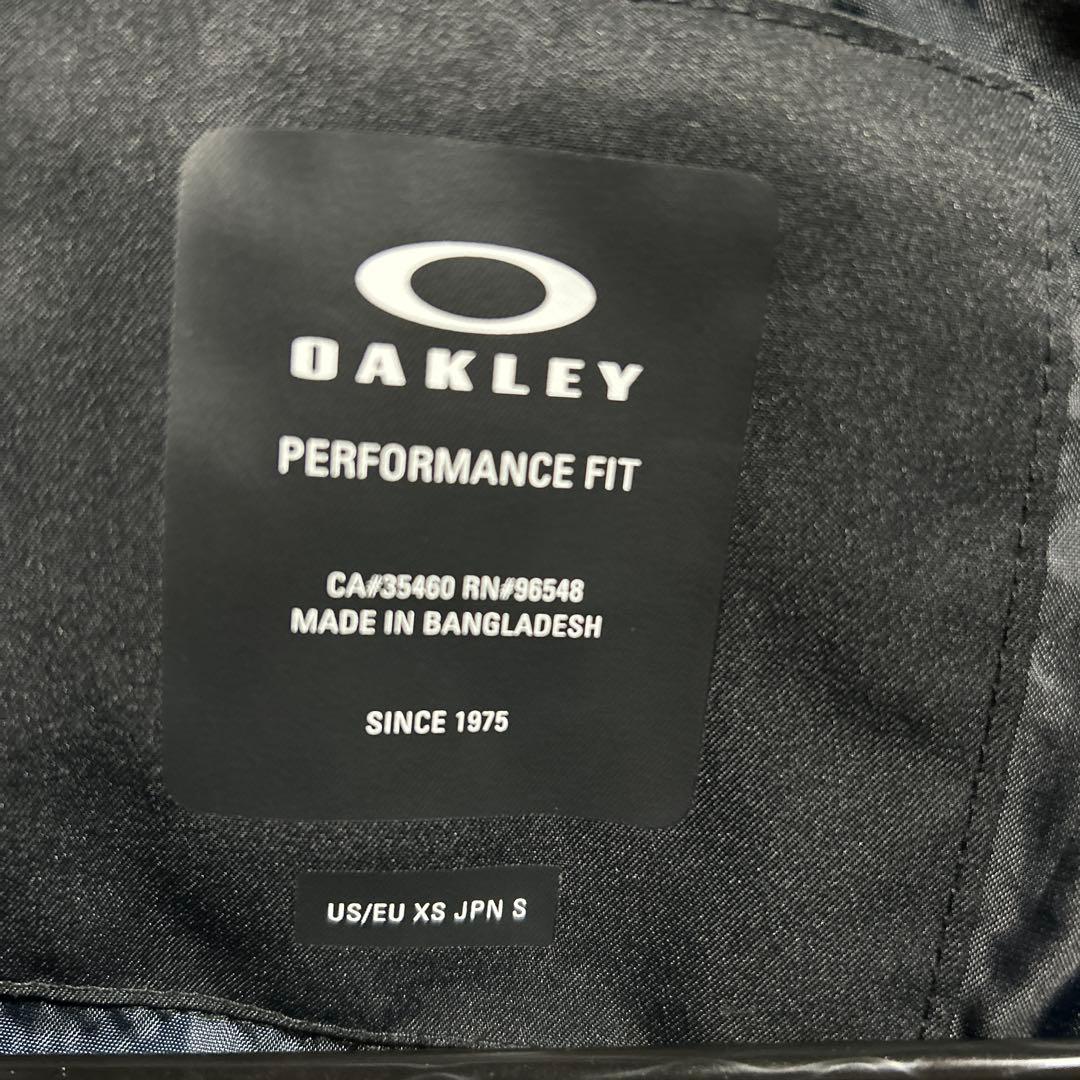 OAKLEY
PERFORMANCE FIT
CA#35460 RN#96548
MADE IN BANGLADESH
SINCE 1975
US/EU XS JPN S